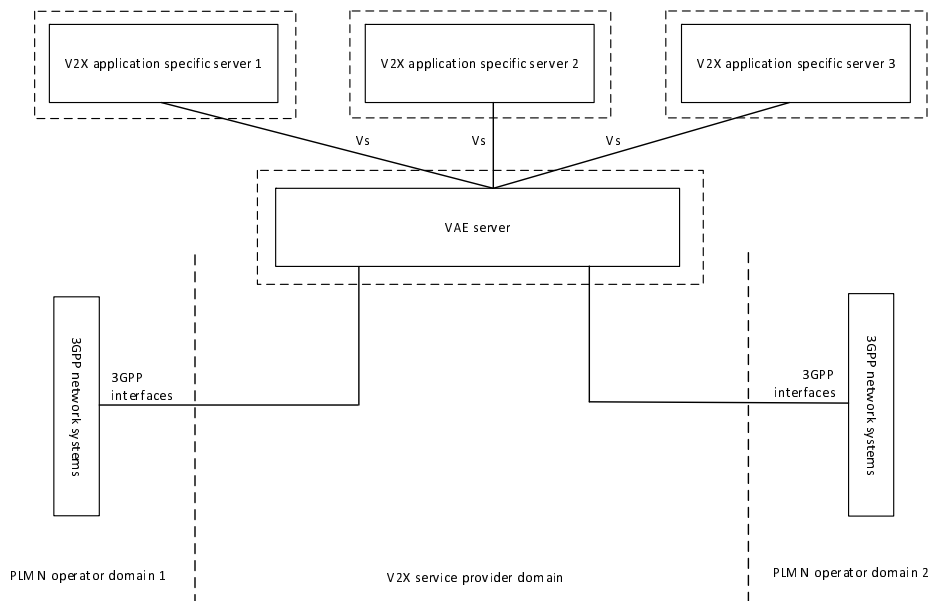 V2X application specific server 1
V2X application specific server 2
V2X application specific server 3
Vs
Vs
Vs
VAE server
3GPP network systems
3GPP
interfaces
3GPP
interfaces
3GPP network systems
PLMN operator domain 1
V2X service provider domain
PLMN operator domain 2